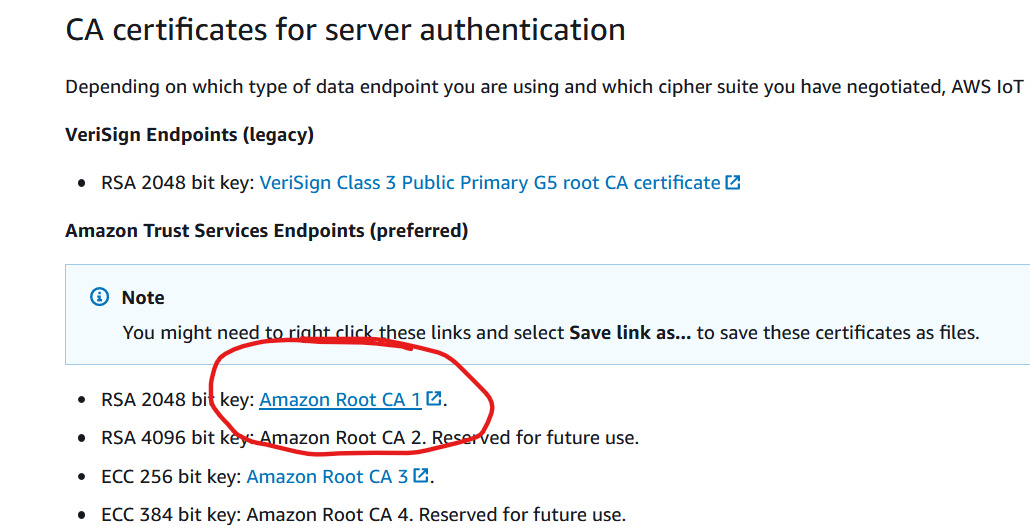 CA certificates for server authentication
Depending on which type of data endpoint you are using and which cipher suite you have negotiated, AWS IoT
VeriSign Endpoints (legacy)
• RSA 2048 bit key: VeriSign Class 3 Public Primary G5 root CA certificate
Amazon Trust Services Endpoints (preferred)
Note
You might need to right click these links and select Save link as... to save these certificates as files.
• RSA 2048 bit key: Amazon Root CA 1.
• RSA 4096 bit key: Amazon Root CA 2. Reserved for future use.
• ECC 256 bit key: Amazon Root CA 3.
• ECC 384 bit key: Amazon Root CA 4. Reserved for future use.